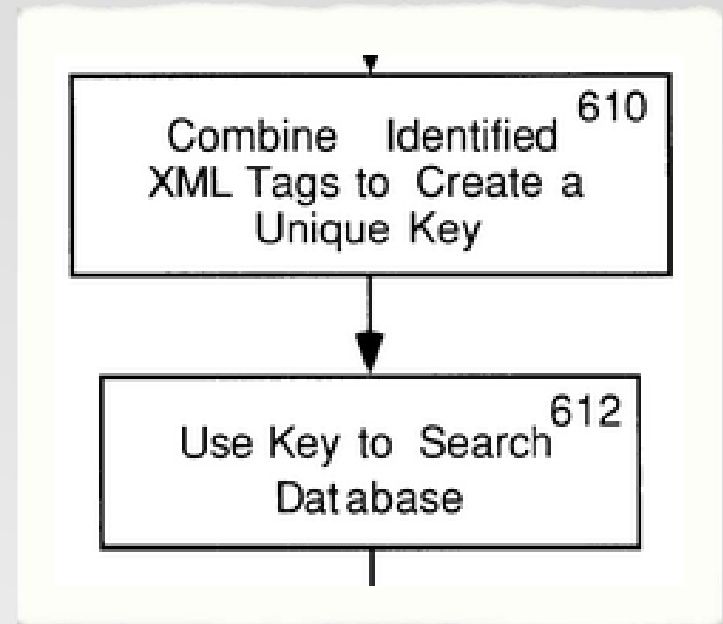 610
Combine Identified
XML Tags to Create a
Unique Key
612
Use Key to Search
Database